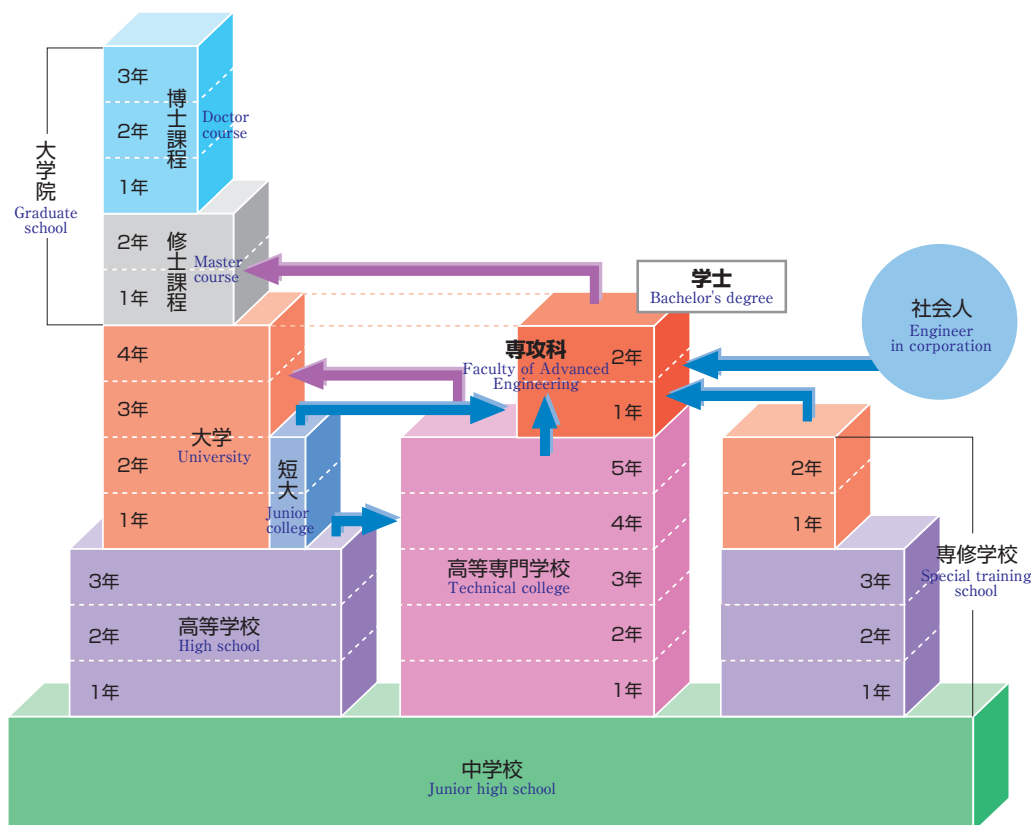 3年
2年
1年
博士課程
Doctor
course
大学院
Graduate
school
2年
1年
修士課程
Master
course
学士
Bachelor's degree
社会人
Engineer
in corporation
4年
3年
2年
1年
大学
University
専攻科
Faculty of Advanced
Engineering
2年
1年
短大
Junior
college
5年
4年
3年
2年
1年
高等専門学校
Technical college
2年
1年
3年
2年
1年
専修学校
Special training
school
3年
2年
1年
高等学校
High school
中学校
Junior high school